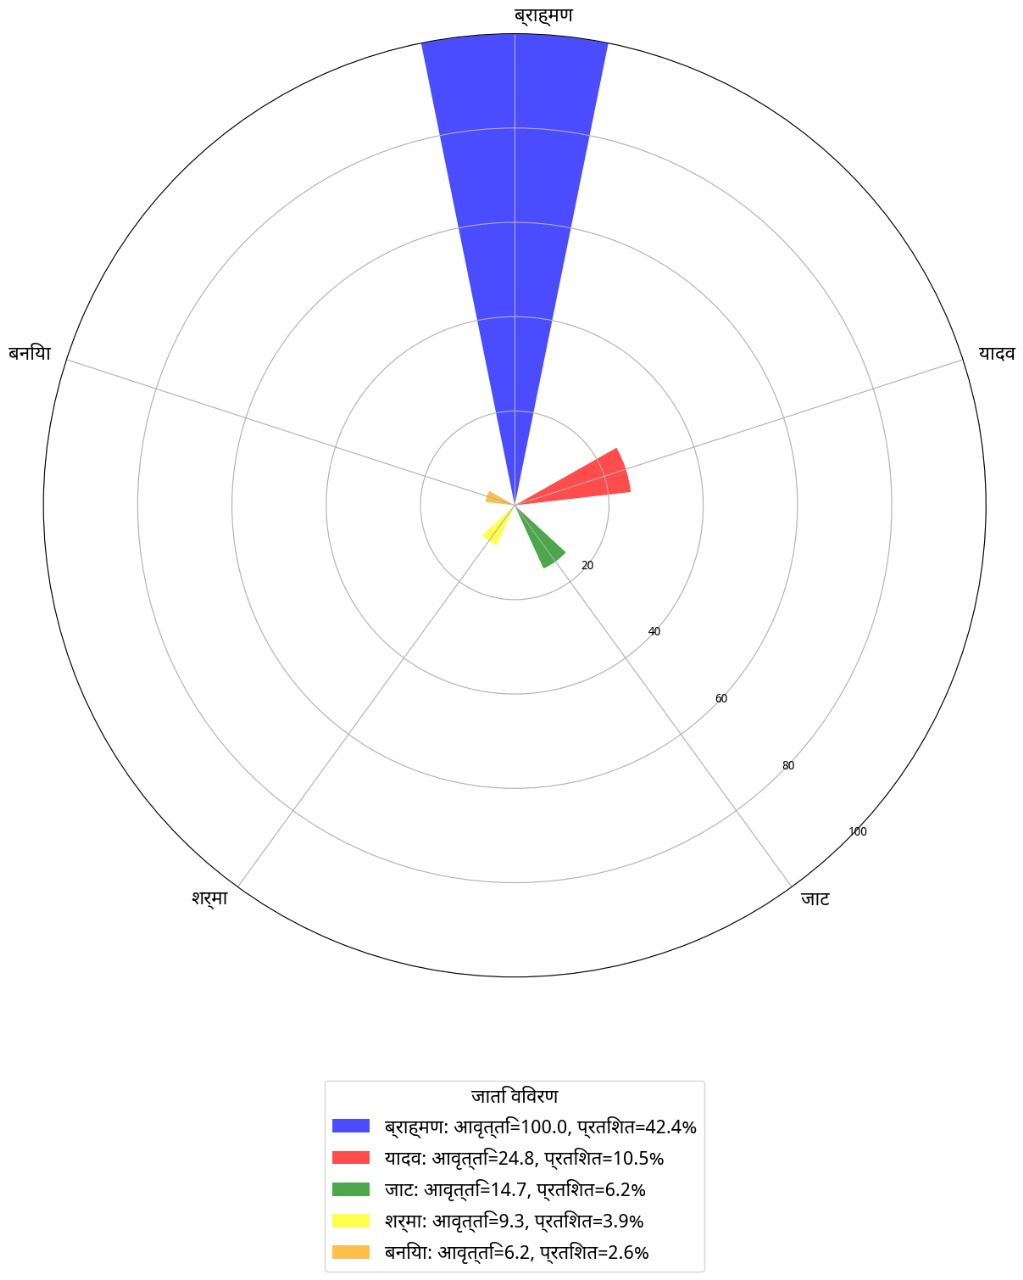 ब्राह्मण
बनिया
यादव
20
40
60
80
100
शर्मा
जाट
जाति विवरण
ब्राह्मण: आवृत्ति=100.0, प्रतिशत=42.4%
यादव: आवृत्ति=24.8, प्रतिशत=10.5%
जाट: आवृत्ति=14.7, प्रतिशत=6.2%
शर्मा: आवृत्ति=9.3, प्रतिशत=3.9%
बनिया: आवृत्ति=6.2, प्रतिशत=2.6%